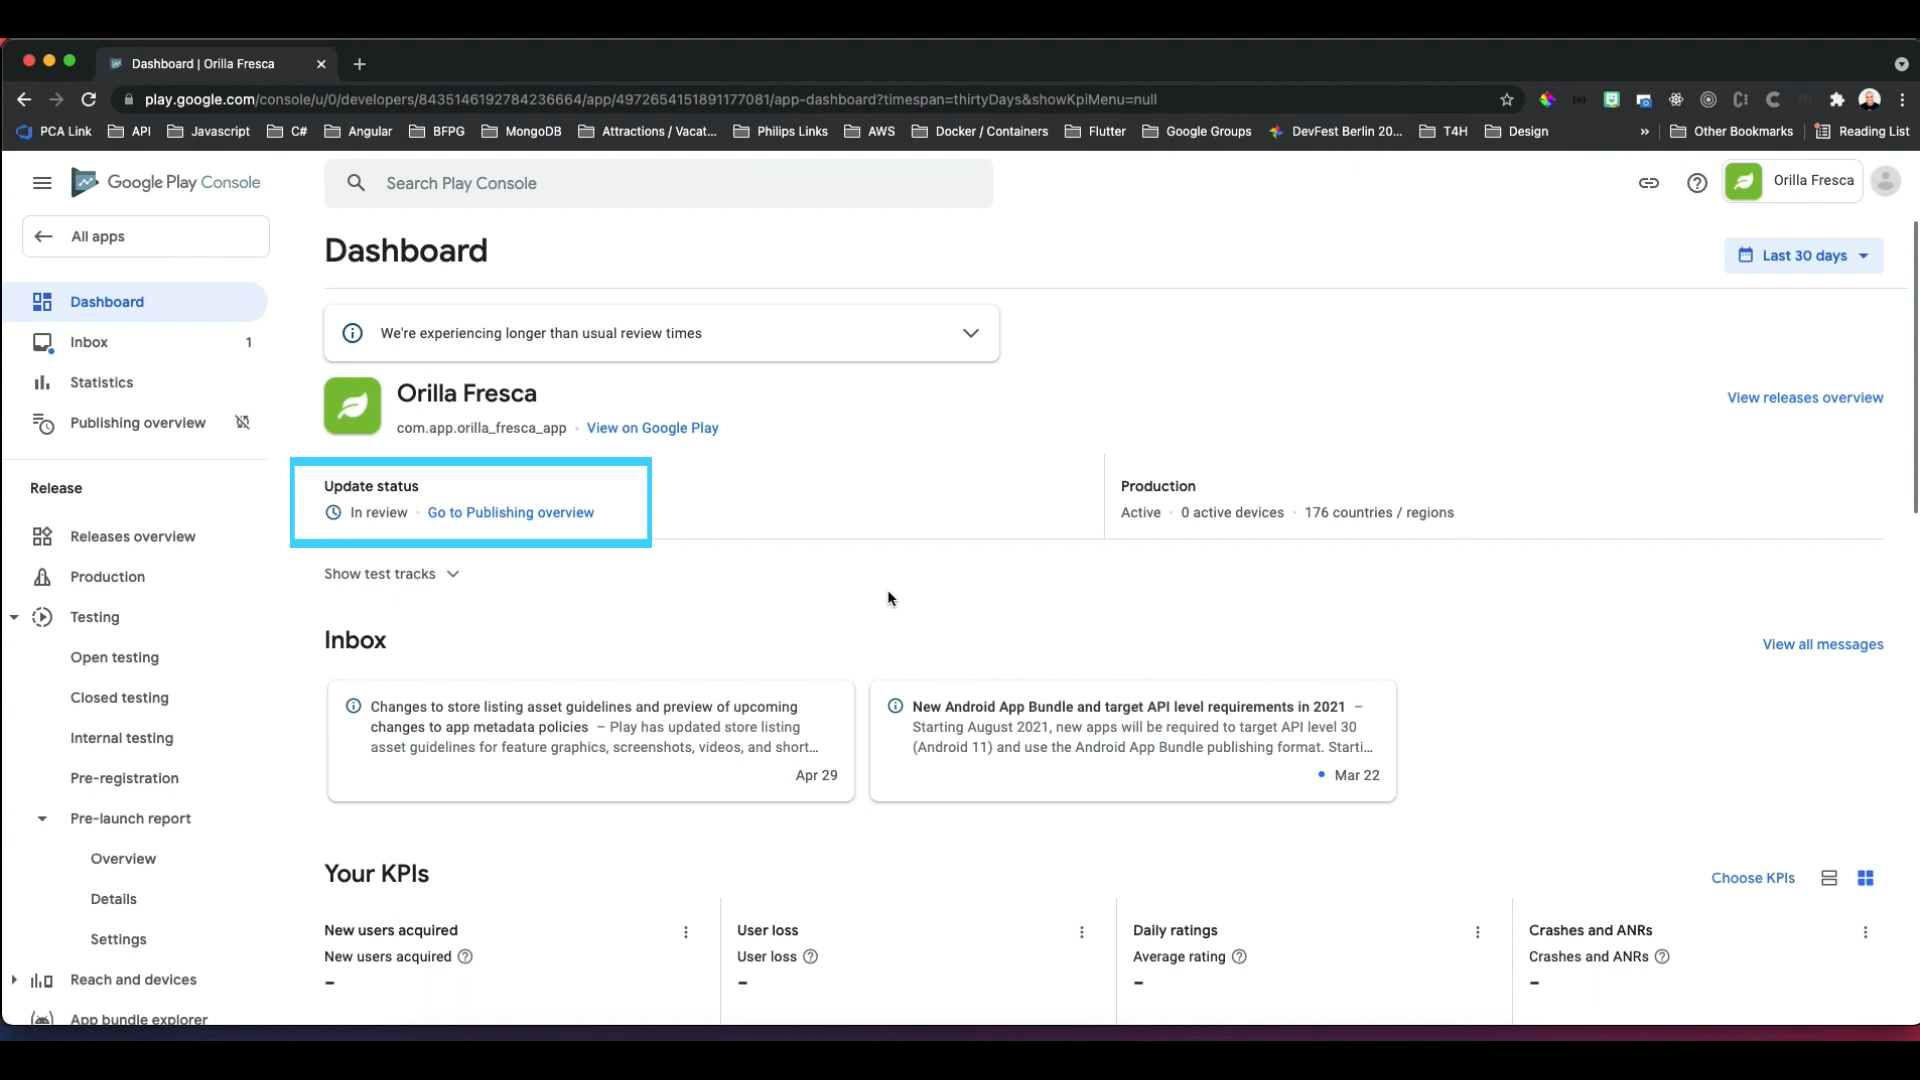 Dashboard | Orilla Fresca
play.google.com/console/u/0/developers/8435146192784236664/app/4972654151891177081/app-dashboard?timespan=thirtyDays&showKpiMenu=null
PCA Link API Javascript C# Angular BFPG MongoDB Attractions / Vacat... Philips Links AWS Docker / Containers Flutter Google Groups DevFest Berlin 20... T4H Design » Other Bookmarks Reading List
Google Play Console
Search Play Console
Orilla Fresca
All apps
Dashboard
Inbox 1
Statistics
Publishing overview
Release
Releases overview
Production
Testing
Open testing
Closed testing
Internal testing
Pre-registration
Pre-launch report
Overview
Details
Settings
Reach and devices
App bundle explorer
Dashboard
Last 30 days
We're experiencing longer than usual review times
Orilla Fresca
com.app.orilla_fresca_app · View on Google Play
View releases overview
Update status
In review · Go to Publishing overview
Production
Active · 0 active devices · 176 countries / regions
Show test tracks
Inbox
View all messages
Changes to store listing asset guidelines and preview of upcoming
changes to app metadata policies – Play has updated store listing
asset guidelines for feature graphics, screenshots, videos, and short...
Apr 29
New Android App Bundle and target API level requirements in 2021 –
Starting August 2021, new apps will be required to target API level 30
(Android 11) and use the Android App Bundle publishing format. Starti...
Mar 22
Your KPIs
Choose KPIs
New users acquired
New users acquired
–
User loss
User loss
–
Daily ratings
Average rating
–
Crashes and ANRs
Crashes and ANRs
–